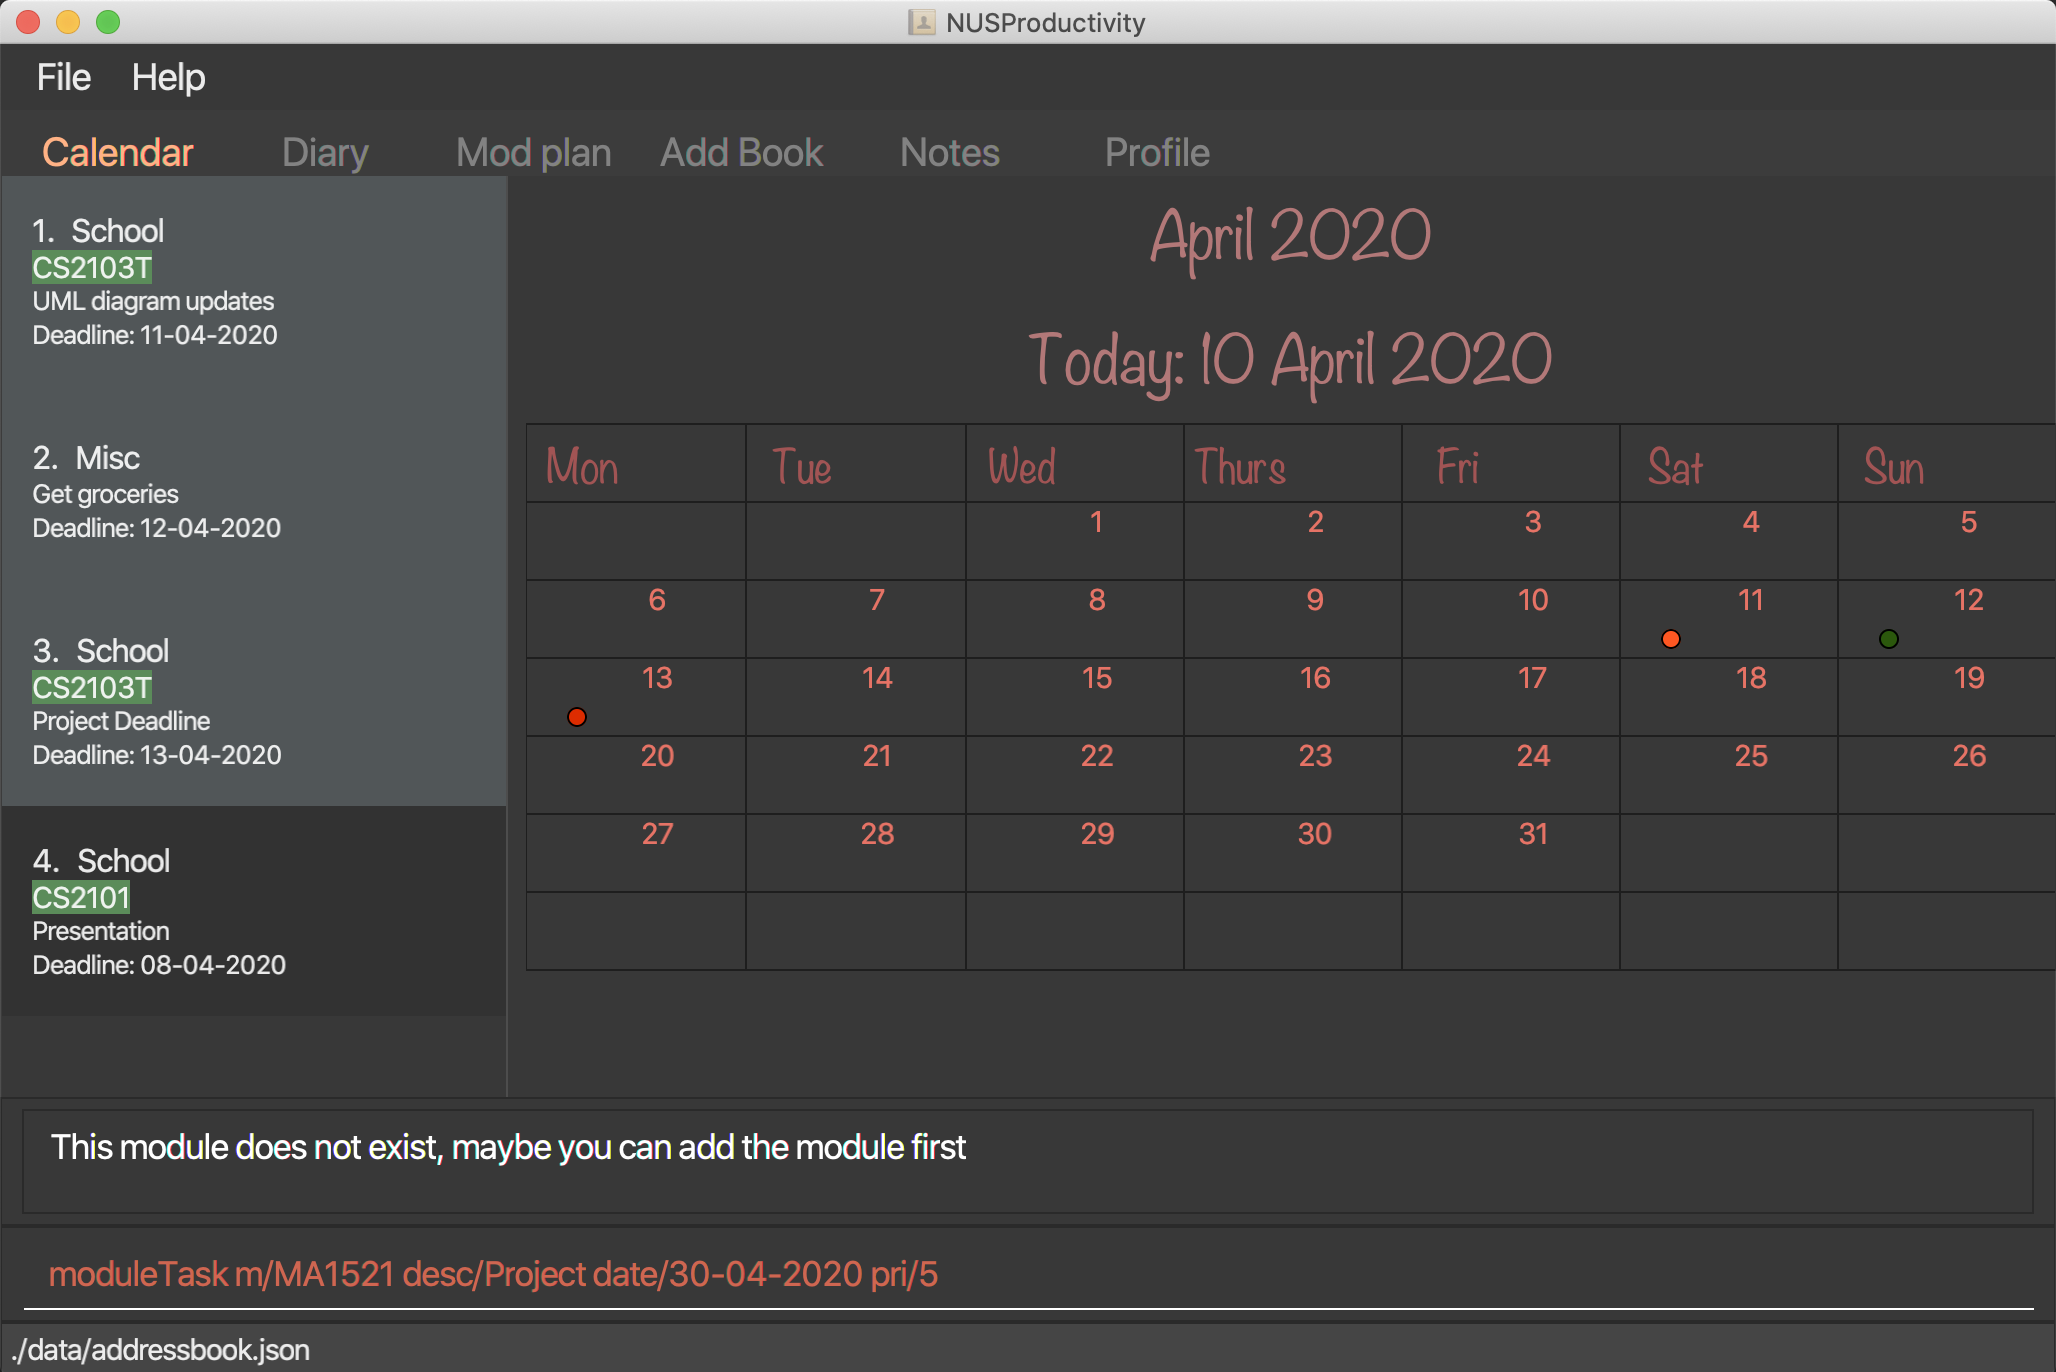 NUSProductivity
File Help
Calendar Diary Mod plan Add Book Notes Profile
1. School
CS2103T
UML diagram updates
Deadline: 11-04-2020
2. Misc
Get groceries
Deadline: 12-04-2020
3. School
CS2103T
Project Deadline
Deadline: 13-04-2020
4. School
CS2101
Presentation
Deadline: 08-04-2020
April 2020
Today: 10 April 2020
Mon Tue Wed Thurs Fri Sat Sun
1 2 3 4 5
6 7 8 9 10 11 12
13 14 15 16 17 18 19
20 21 22 23 24 25 26
27 28 29 30 31
This module does not exist, maybe you can add the module first
moduleTask m/MA1521 desc/Project date/30-04-2020 pri/5
./data/addressbook.json